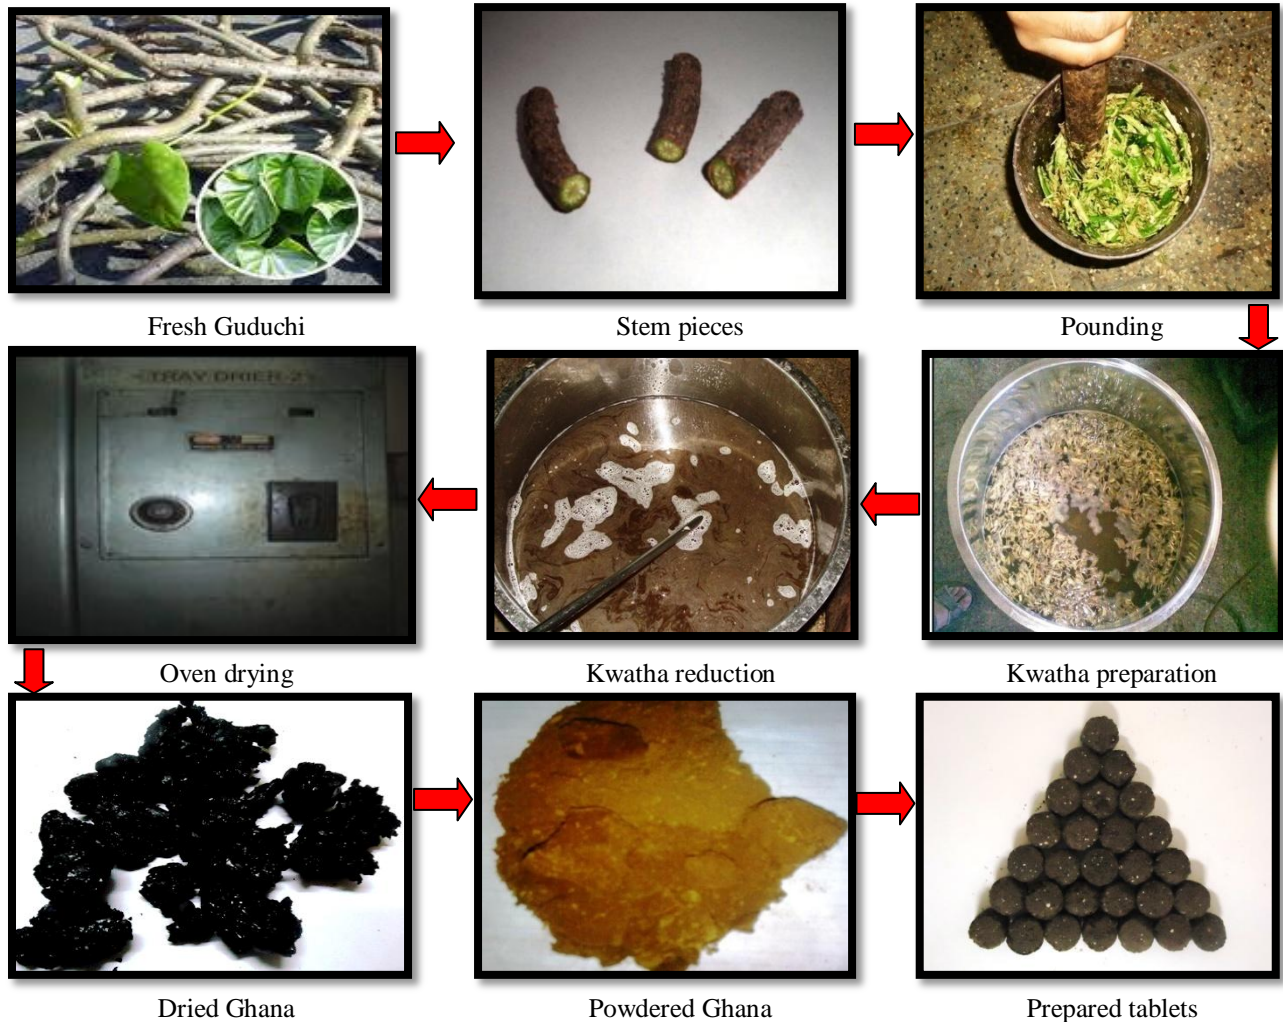 Fresh Guduchi
Stem pieces
Pounding
TRAY DRIER-2
Oven drying
Kwatha reduction
Kwatha preparation
Dried Ghana
Powdered Ghana
Prepared tablets